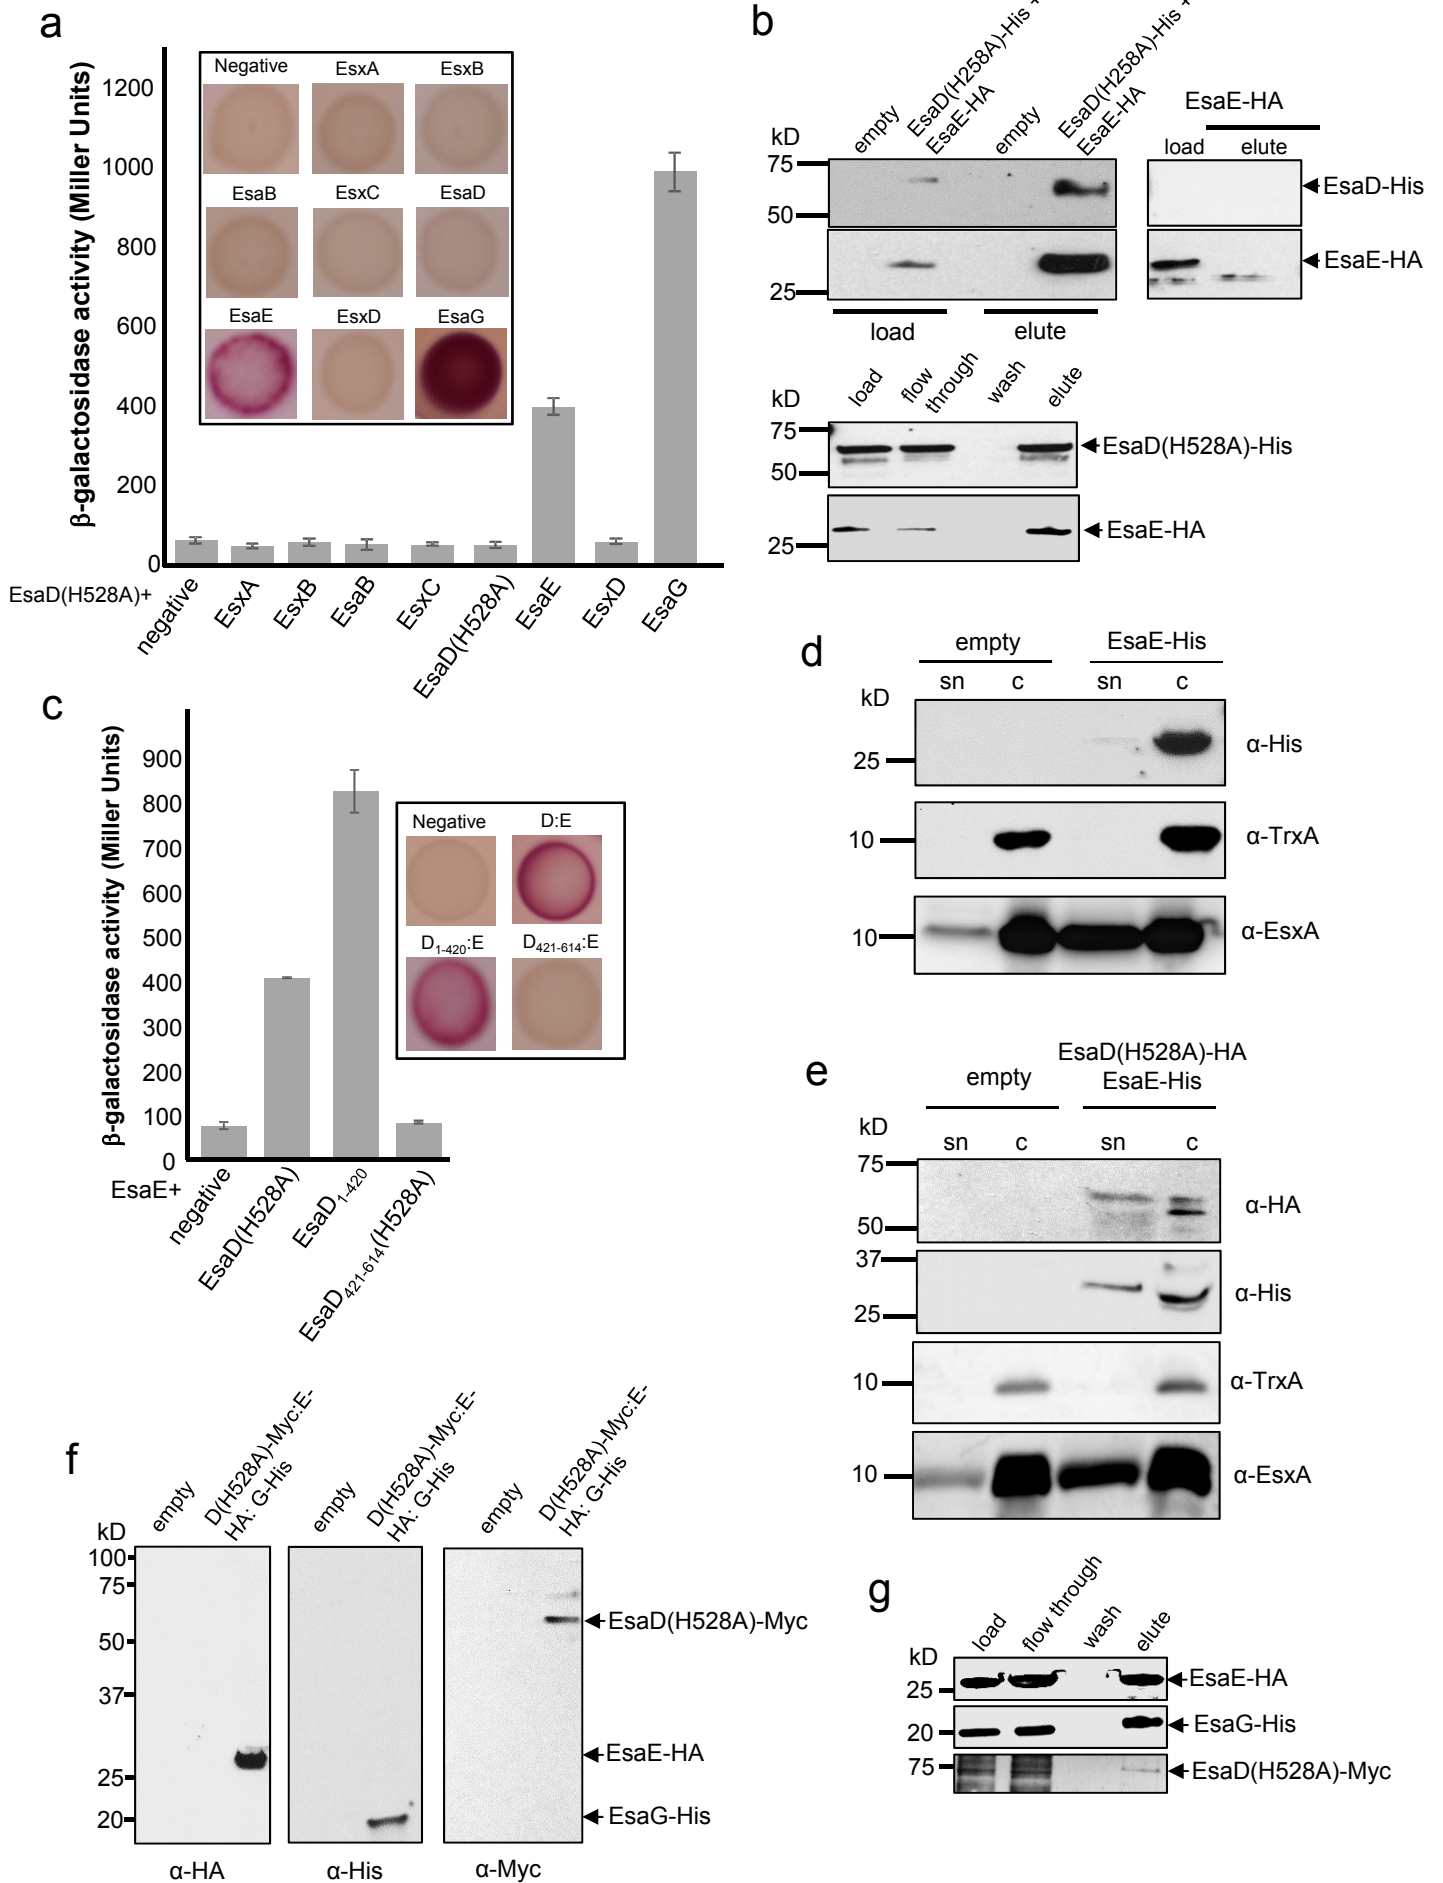 a
β-galactosidase activity (Miller Units)
1200
1000
800
600
400
200
0
Negative EsxA EsxB
EsaB EsxC EsaD
EsaE EsxD EsaG
EsaD(H528A)+
negative
EsxA
EsxB
EsaB
EsxC
EsaD(H528A)
EsaE
EsxD
EsaG
b
kD
empty
EsaD(H258A)-His +
EsaE-HA
empty
EsaD(H258A)-His +
EsaE-HA
75
50
25
load elute
EsaE-HA
load elute
EsaD-His
EsaE-HA
kD
load
flow
through
wash
elute
75
50
25
EsaD(H528A)-His
EsaE-HA
c
β-galactosidase activity (Miller Units)
900
800
700
600
500
400
300
200
100
0
Negative D:E
D1-420:E D421-614:E
EsaE+
negative
EsaD(H528A)
EsaD1-420
EsaD421-614(H528A)
d
empty EsaE-His
kD sn c sn c
25 α-His
10 α-TrxA
10 α-EsxA
e
empty
EsaD(H528A)-HA
EsaE-His
kD sn c sn c
75
50
α-HA
37
25
α-His
10 α-TrxA
10 α-EsxA
f
kD
empty
D(H528A)-Myc:E-
HA: G-His
empty
D(H528A)-Myc:E-
HA: G-His
empty
D(H528A)-Myc:E-
HA: G-His
100
75
50
37
25
20
EsaD(H528A)-Myc
EsaE-HA
EsaG-His
α-HA α-His α-Myc
g
kD
load
flow through
wash
elute
25 EsaE-HA
20 EsaG-His
75 EsaD(H528A)-Myc